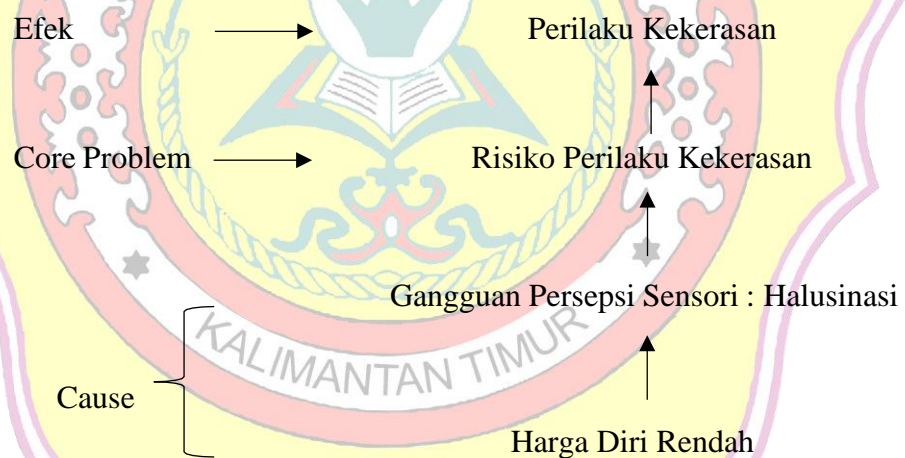 Efek Perilaku Kekerasan
Core Problem Risiko Perilaku Kekerasan
Gangguan Persepsi Sensori : Halusinasi
KALIMANTAN TIMUR
Cause
Harga Diri Rendah